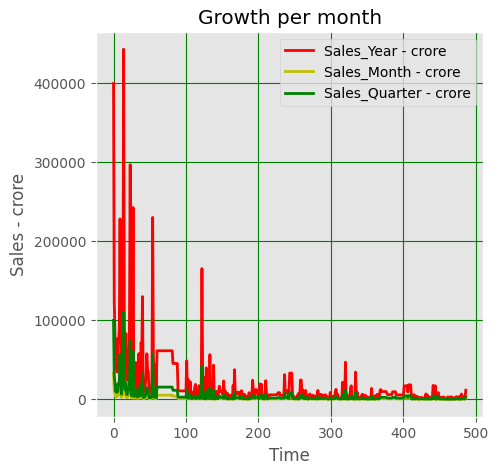 Growth per month
Sales_Year - crore
Sales_Month - crore
Sales_Quarter - crore
Sales - crore
400000
300000
200000
100000
0
0 100 200 300 400 500
Time